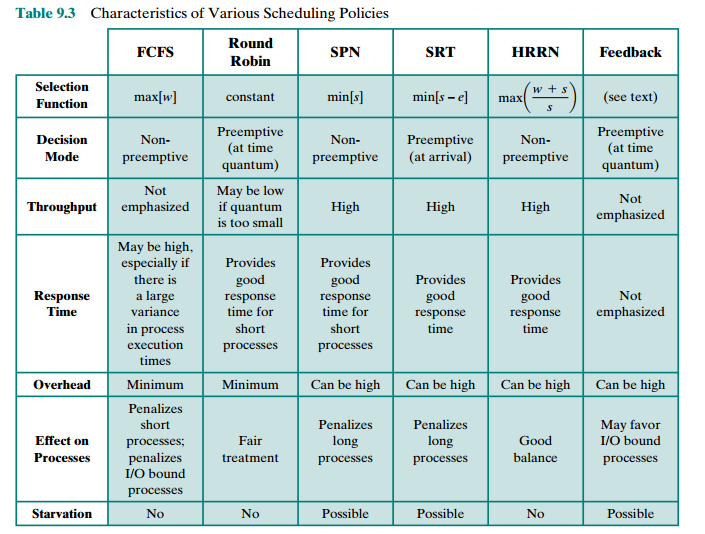 Table 9.3 Characteristics of Various Scheduling Policies
FCFS
Round
Robin
SPN
SRT
HRRN
Feedback
Selection
Function
max[w]
constant
min[s]
min[s – e]
max(w + s / s)
(see text)
Decision
Mode
Non-
preemptive
Preemptive
(at time
quantum)
Non-
preemptive
Preemptive
(at arrival)
Non-
preemptive
Preemptive
(at time
quantum)
Throughput
Not
emphasized
May be low
if quantum
is too small
High
High
High
Not
emphasized
Response
Time
May be high,
especially if
there is
a large
variance
in process
execution
times
Provides
good
response
time for
short
processes
Provides
good
response
time for
short
processes
Provides
good
response
time
Provides
good
response
time
Not
emphasized
Overhead
Minimum
Minimum
Can be high
Can be high
Can be high
Can be high
Effect on
Processes
Penalizes
short
processes;
penalizes
I/O bound
processes
Fair
treatment
Penalizes
long
processes
Penalizes
long
processes
Good
balance
May favor
I/O bound
processes
Starvation
No
No
Possible
Possible
No
Possible